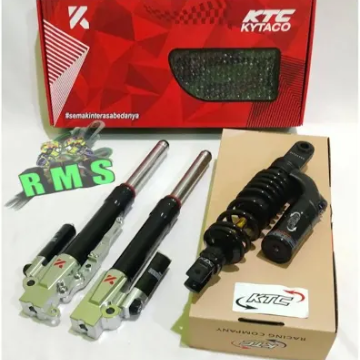 KTC
KYTACO
#semakinterasabedanya
RMS
KTC
RACING COMPANY